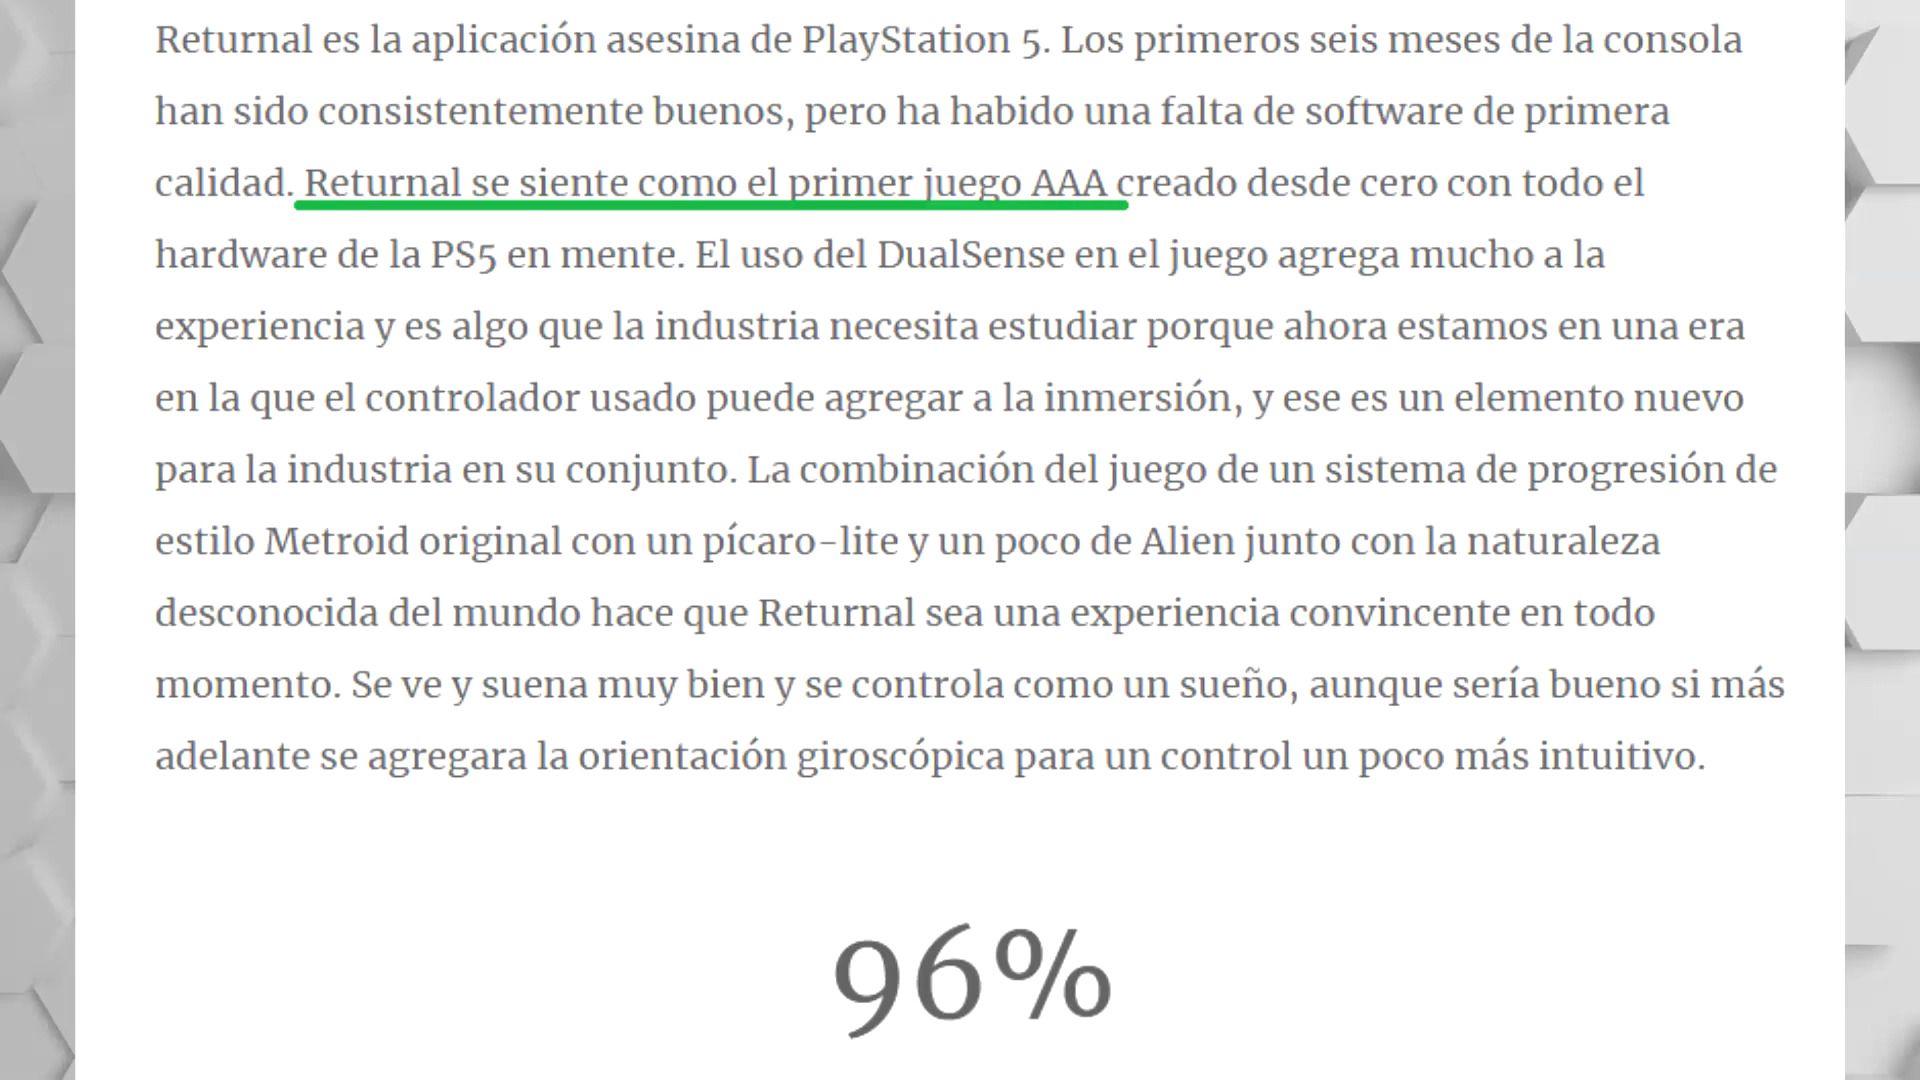 Returnal es la aplicación asesina de PlayStation 5. Los primeros seis meses de la consola
han sido consistentemente buenos, pero ha habido una falta de software de primera
calidad. Returnal se siente como el primer juego AAA creado desde cero con todo el
hardware de la PS5 en mente. El uso del DualSense en el juego agrega mucho a la
experiencia y es algo que la industria necesita estudiar porque ahora estamos en una era
en la que el controlador usado puede agregar a la inmersión, y ese es un elemento nuevo
para la industria en su conjunto. La combinación del juego de un sistema de progresión de
estilo Metroid original con un pícaro-lite y un poco de Alien junto con la naturaleza
desconocida del mundo hace que Returnal sea una experiencia convincente en todo
momento. Se ve y suena muy bien y se controla como un sueño, aunque sería bueno si más
adelante se agregara la orientación giroscópica para un control un poco más intuitivo.
96%